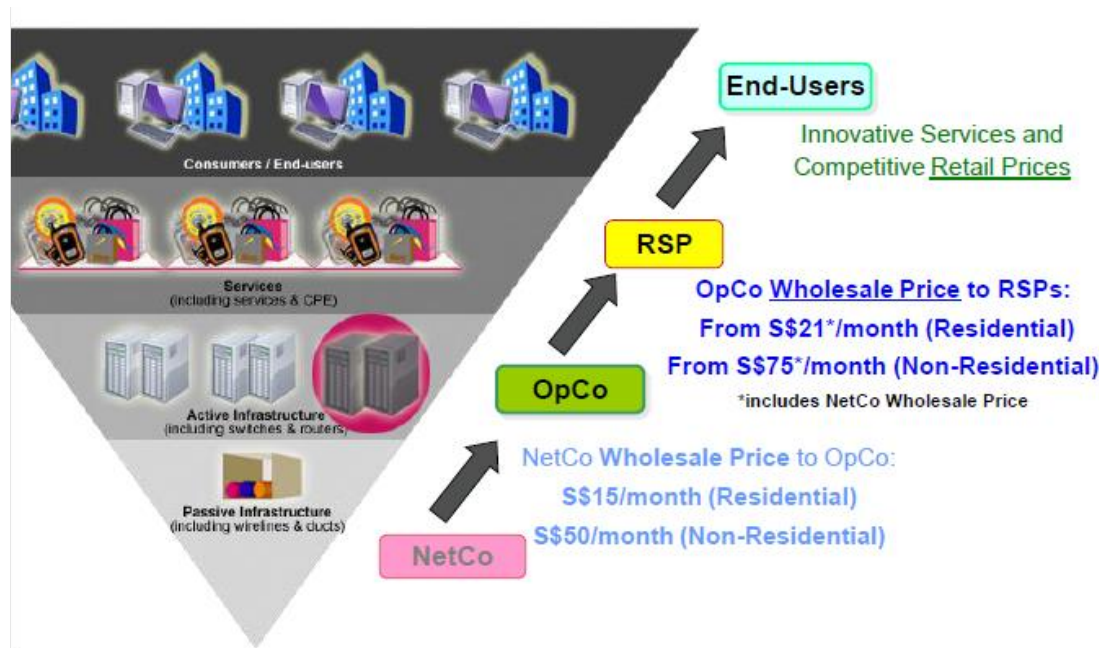 End-Users
Innovative Services and
Competitive Retail Prices
Consumers / End-users
RSP
Services
(including services & CPE)
OpCo Wholesale Price to RSPs:
From S$21*/month (Residential)
From S$75*/month (Non-Residential)
*includes NetCo Wholesale Price
OpCo
Active Infrastructure
(including switches & routers)
NetCo Wholesale Price to OpCo:
S$15/month (Residential)
S$50/month (Non-Residential)
Passive Infrastructure
(including wirelines & ducts)
NetCo